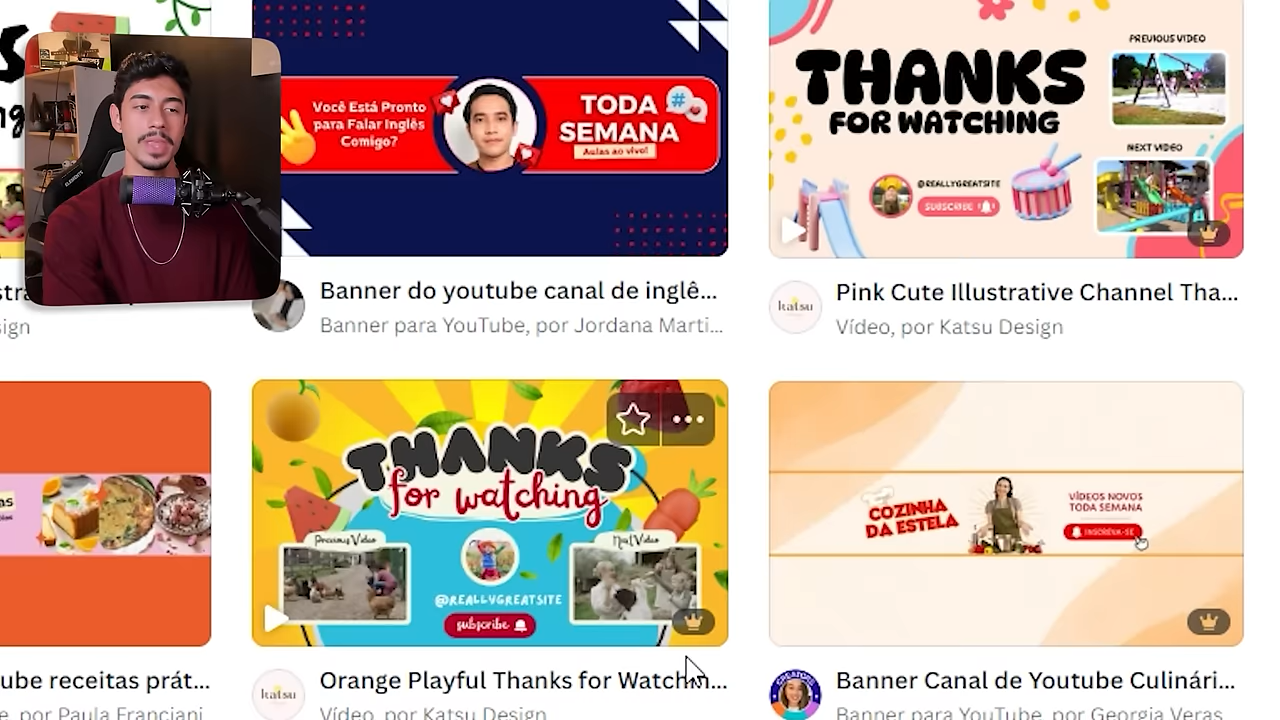 Você Está Pronto
para Falar Inglês
Comigo?
TODA
SEMANA
Aulas ao vivo!
#
THANKS
FOR WATCHING
PREVIOUS VIDEO
NEXT VIDEO
@REALLYGREATSITE
SUBSCRIBE
Banner do youtube canal de inglê...
Banner para YouTube, por Jordana Marti...
katsu
Pink Cute Illustrative Channel Tha...
Vídeo, por Katsu Design
THANKS
for watching
Previous Video
Next Video
@REALLYGREATSITE
subscribe
COZINHA
DA ESTELA
VÍDEOS NOVOS
TODA SEMANA
INSCREVA-SE
ube receitas prát...
e, por Paula Franciani
katsu
Orange Playful Thanks for Watchin...
Vídeo, por Katsu Design
Banner Canal de Youtube Culinári...
Banner para YouTube, por Georgia Veras